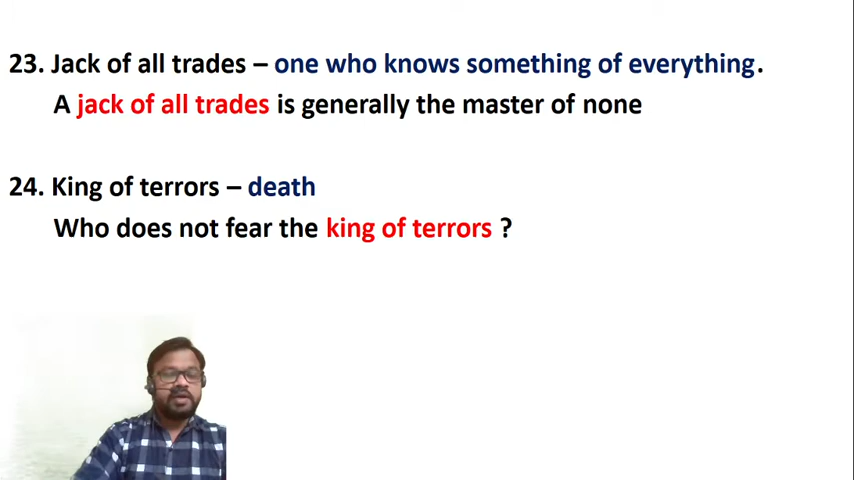 23. Jack of all trades – one who knows something of everything.
A jack of all trades is generally the master of none
24. King of terrors – death
Who does not fear the king of terrors ?